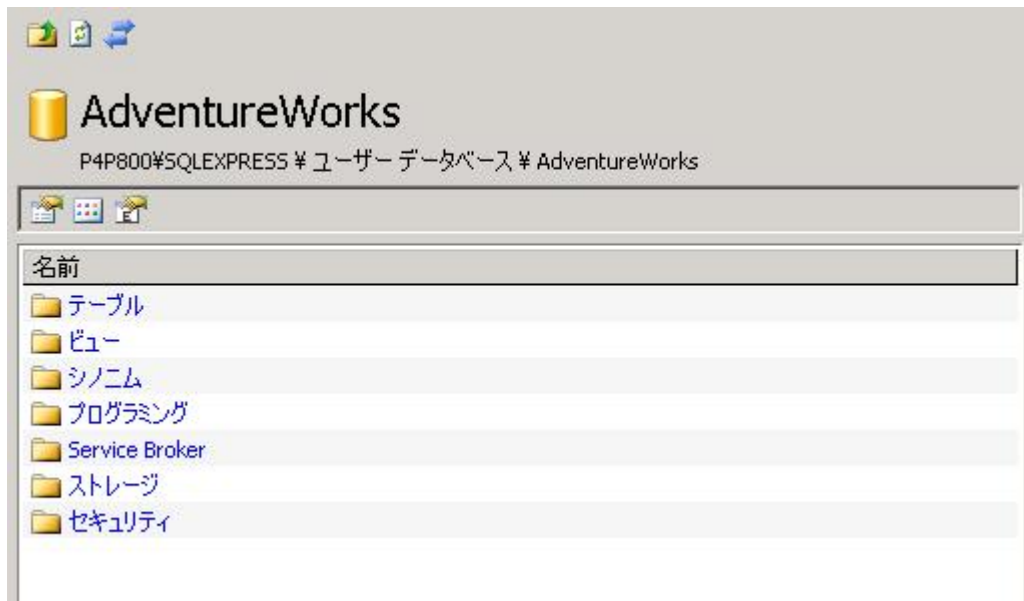 AdventureWorks
P4P800¥SQLEXPRESS ¥ ユーザー データベース ¥ AdventureWorks
名前
テーブル
ビュー
シノニム
プログラミング
Service Broker
ストレージ
セキュリティ